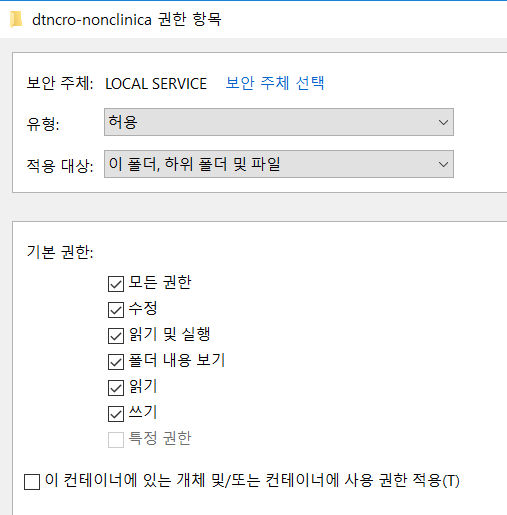 dtncro-nonclinica 권한 항목
보안 주체: LOCAL SERVICE 보안 주체 선택
유형: 허용
적용 대상: 이 폴더, 하위 폴더 및 파일
기본 권한:
모든 권한
수정
읽기 및 실행
폴더 내용 보기
읽기
쓰기
특정 권한
이 컨테이너에 있는 개체 및/또는 컨테이너에 사용 권한 적용(T)